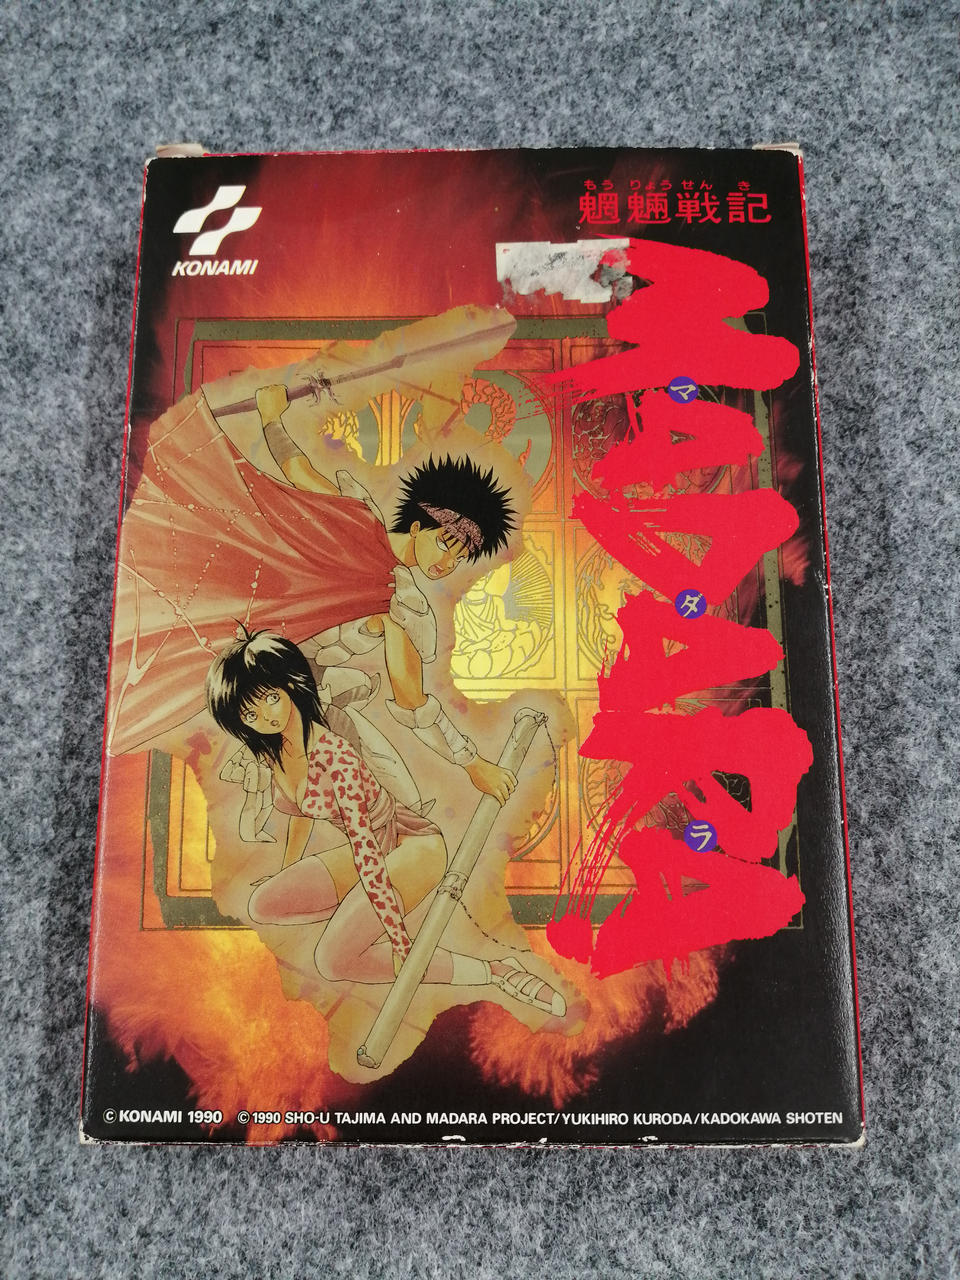 KONAMI
もうりょうせんき
魍魎戦記
MADARA
マダラ
©KONAMI 1990 ©1990 SHO-U TAJIMA AND MADARA PROJECT/YUKIHIRO KURODA/KADOKAWA SHOTEN